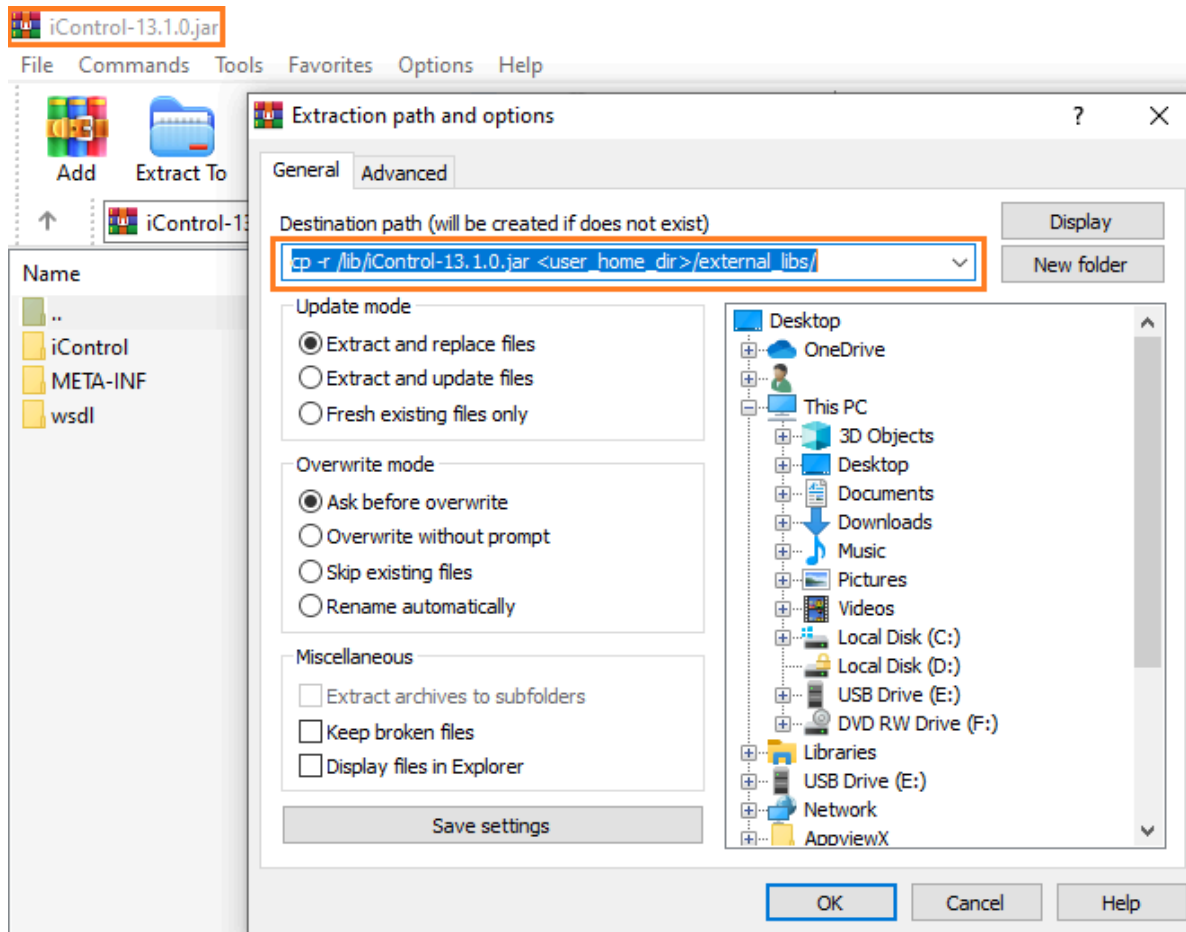 iControl-13.1.0.jar
File Commands Tools Favorites Options Help
Extraction path and options
?
Add Extract To
General Advanced
iControl-13
Destination path (will be created if does not exist)
Display
cp -r /lib/iControl-13.1.0.jar <user_home_dir>/external_libs/
New folder
Name
..
iControl
META-INF
wsdl
Update mode
Extract and replace files
Extract and update files
Fresh existing files only
Overwrite mode
Ask before overwrite
Overwrite without prompt
Skip existing files
Rename automatically
Miscellaneous
Extract archives to subfolders
Keep broken files
Display files in Explorer
Save settings
Desktop
OneDrive
This PC
3D Objects
Desktop
Documents
Downloads
Music
Pictures
Videos
Local Disk (C:)
Local Disk (D:)
USB Drive (E:)
DVD RW Drive (F:)
Libraries
USB Drive (E:)
Network
AppviewX
OK Cancel Help